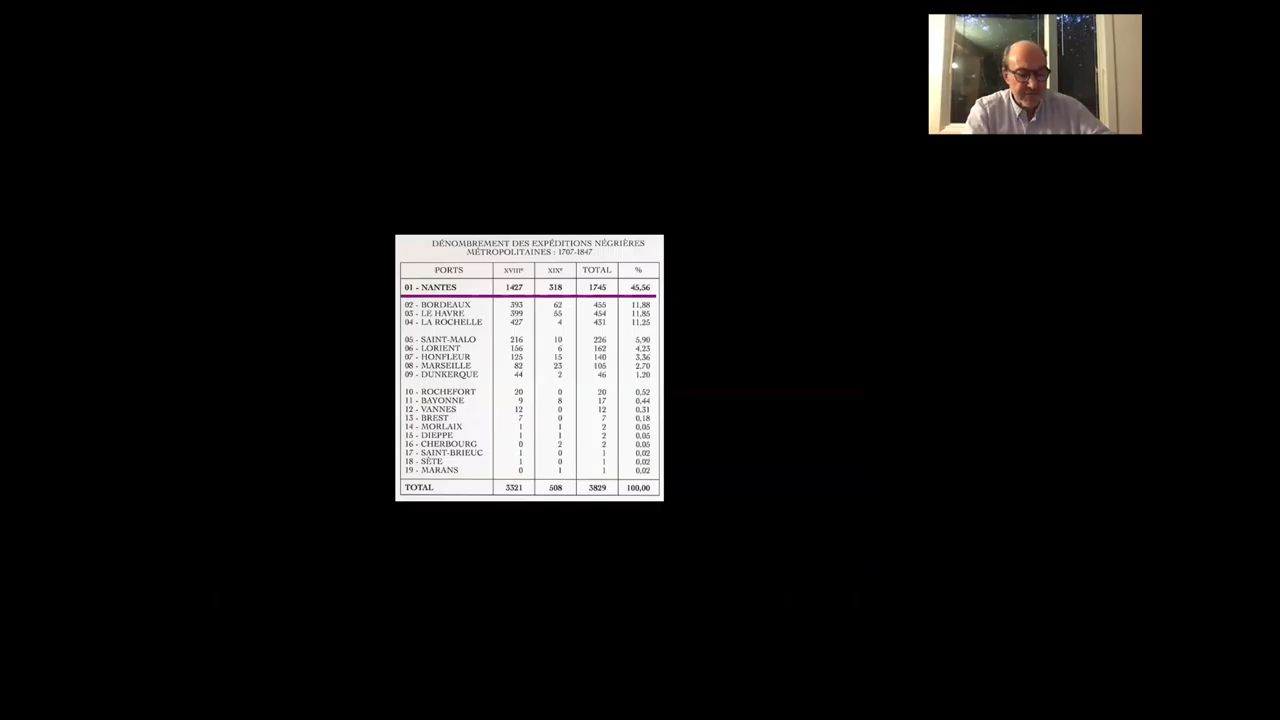 DÉNOMBREMENT DES EXPÉDITIONS NÉGRIÈRES
MÉTROPOLITAINES : 1707-1847
PORTS XVIIIe XIXe TOTAL %
01 - NANTES 1427 318 1745 45,56
02 - BORDEAUX 393 62 455 11,88
03 - LE HAVRE 399 55 454 11,85
04 - LA ROCHELLE 427 4 431 11,25
05 - SAINT-MALO 216 10 226 5,90
06 - LORIENT 156 6 162 4,23
07 - HONFLEUR 125 15 140 3,36
08 - MARSEILLE 82 23 105 2,70
09 - DUNKERQUE 44 2 46 1,20
10 - ROCHEFORT 20 0 20 0,52
11 - BAYONNE 9 8 17 0,44
12 - VANNES 12 0 12 0,31
13 - BREST 7 0 7 0,18
14 - MORLAIX 1 1 2 0,05
15 - DIEPPE 1 1 2 0,05
16 - CHERBOURG 0 2 2 0,05
17 - SAINT-BRIEUC 1 0 1 0,02
18 - SÈTE 1 0 1 0,02
19 - MARANS 0 1 1 0,02
TOTAL 3321 508 3829 100,00